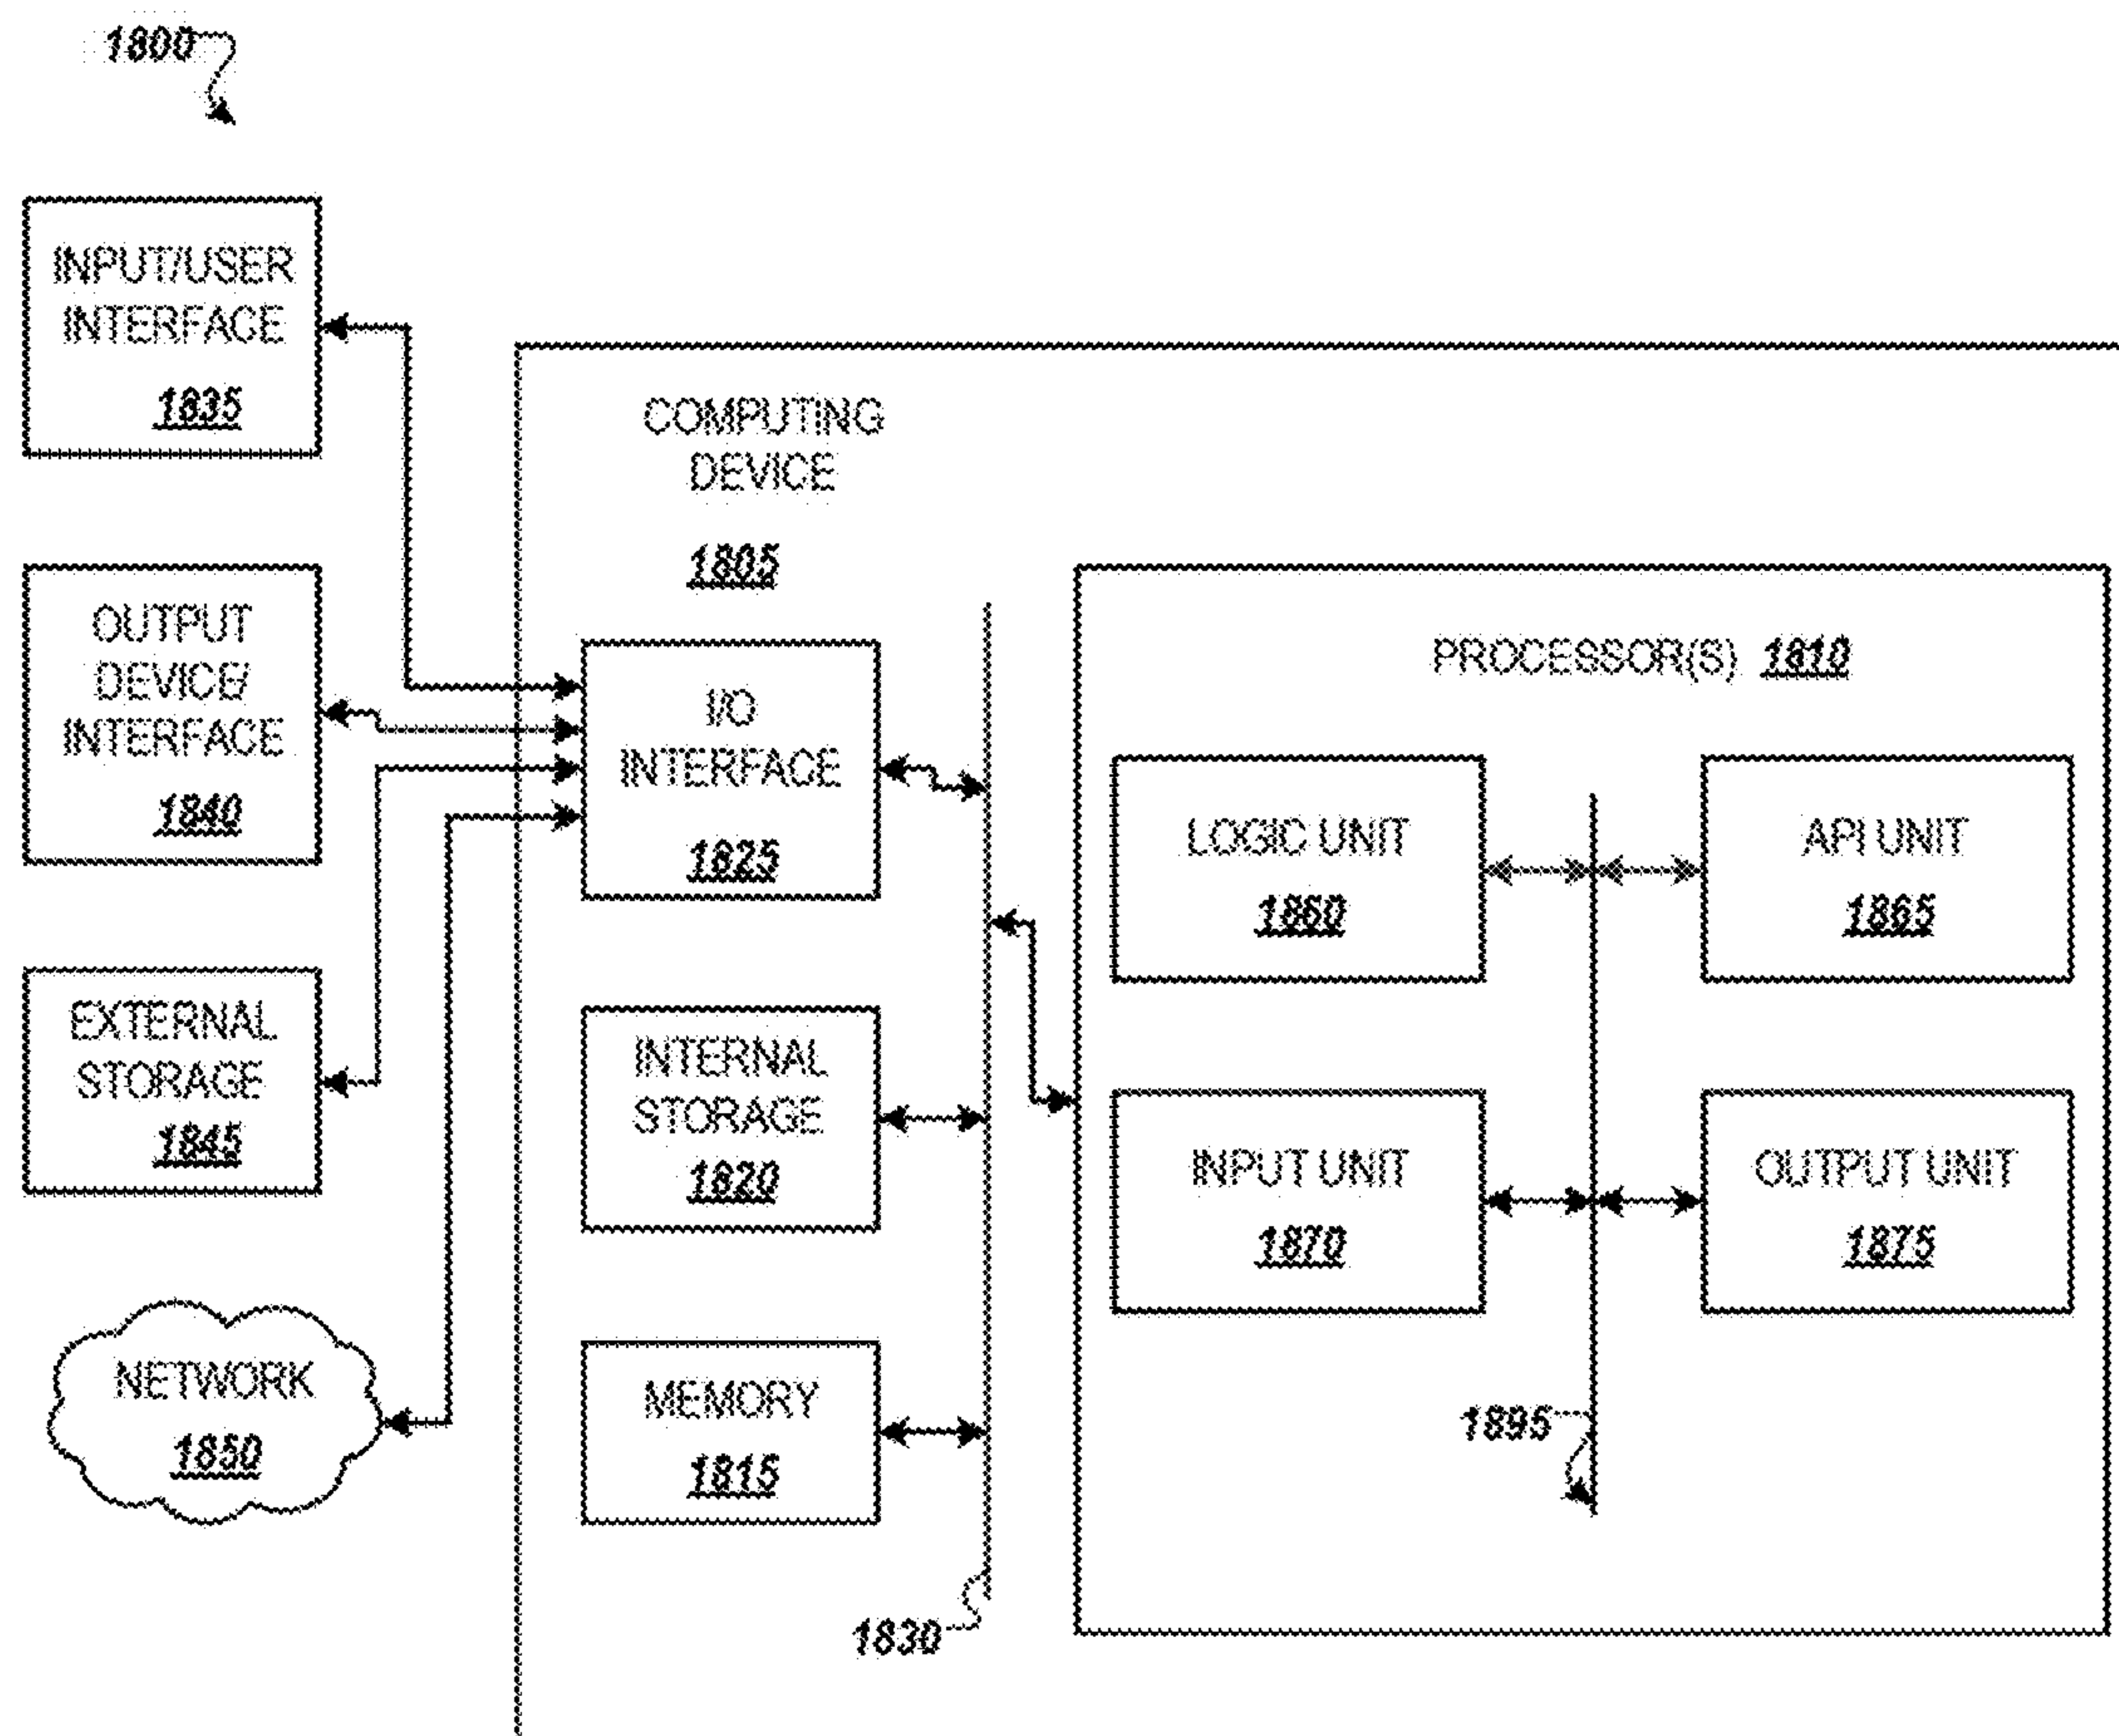 1800
INPUT/USER
INTERFACE
1835
OUTPUT
DEVICE/
INTERFACE
1840
EXTERNAL
STORAGE
1845
NETWORK
1850
COMPUTING
DEVICE
1805
I/O
INTERFACE
1825
INTERNAL
STORAGE
1820
MEMORY
1815
1830
PROCESSOR(S) 1810
LOGIC UNIT
1860
API UNIT
1865
INPUT UNIT
1870
OUTPUT UNIT
1875
1895